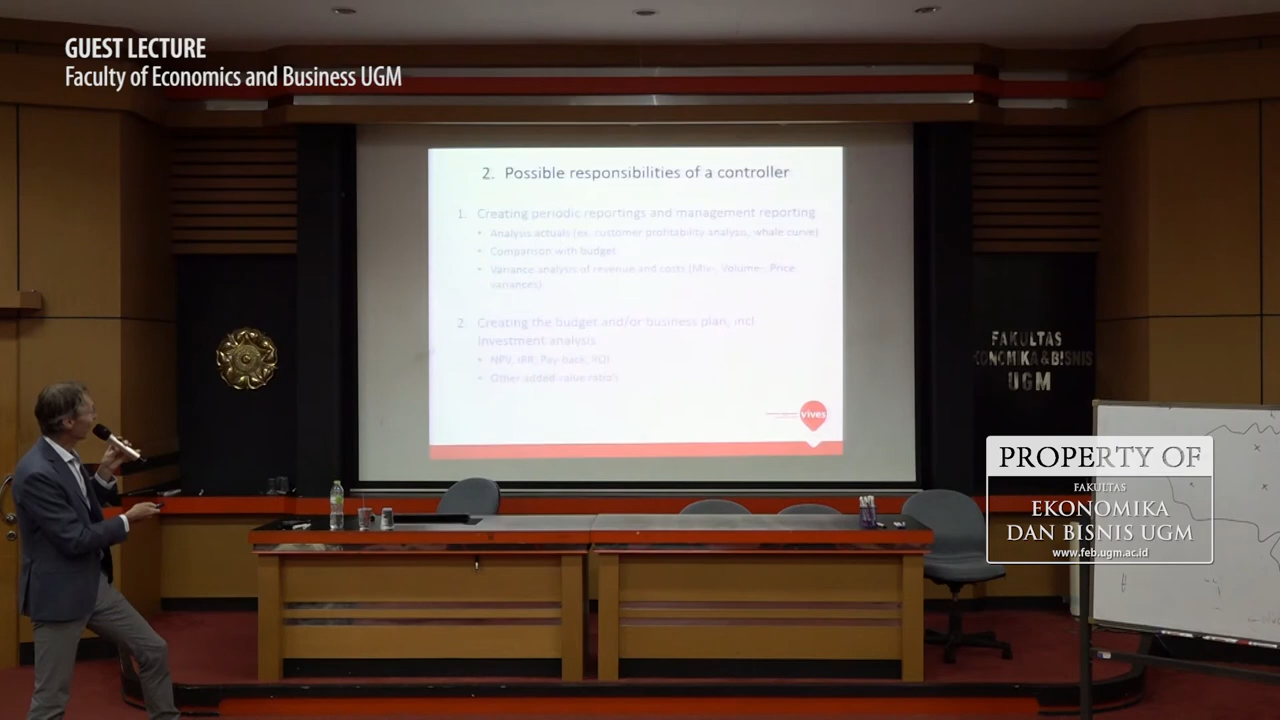 GUEST LECTURE
Faculty of Economics and Business UGM
2. Possible responsibilities of a controller
1. Creating periodic reportings and management reporting
• Analysis actuals (ex. customer profitability analysis, whale curve)
• Comparison with budget
• Variance analysis of revenue and costs (Mix-, Volume-, Price
variances)
2. Creating the budget and/or business plan, incl.
Investment analysis
• NPV, IRR, Pay-back, ROI
• Other added value ratio's
vives
FAKULTAS
EKONOMIKA & BISNIS
UGM
PROPERTY OF
FAKULTAS
EKONOMIKA
DAN BISNIS UGM
www.feb.ugm.ac.id